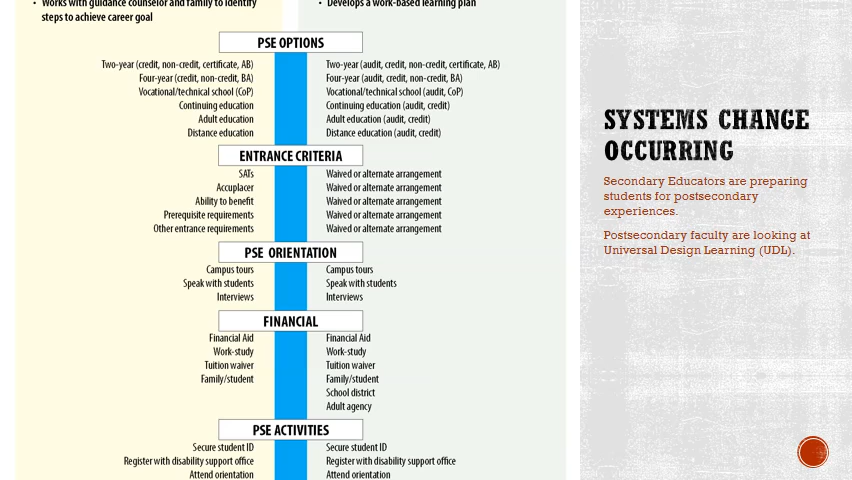 • Works with guidance counselor and family to identify
steps to achieve career goal
• Develops a work-based learning plan
PSE OPTIONS
Two-year (credit, non-credit, certificate, AB)
Four-year (credit, non-credit, BA)
Vocational/technical school (CoP)
Continuing education
Adult education
Distance education
Two-year (audit, credit, non-credit, certificate, AB)
Four-year (audit, credit, non-credit, BA)
Vocational/technical school (audit, CoP)
Continuing education (audit, credit)
Adult education (audit, credit)
Distance education (audit, credit)
ENTRANCE CRITERIA
SATs
Accuplacer
Ability to benefit
Prerequisite requirements
Other entrance requirements
Waived or alternate arrangement
Waived or alternate arrangement
Waived or alternate arrangement
Waived or alternate arrangement
Waived or alternate arrangement
PSE ORIENTATION
Campus tours
Speak with students
Interviews
Campus tours
Speak with students
Interviews
FINANCIAL
Financial Aid
Work-study
Tuition waiver
Family/student
Financial Aid
Work-study
Tuition waiver
Family/student
School district
Adult agency
PSE ACTIVITIES
Secure student ID
Register with disability support office
Attend orientation
Secure student ID
Register with disability support office
Attend orientation
SYSTEMS CHANGE
OCCURRING
Secondary Educators are preparing
students for postsecondary
experiences.
Postsecondary faculty are looking at
Universal Design Learning (UDL).